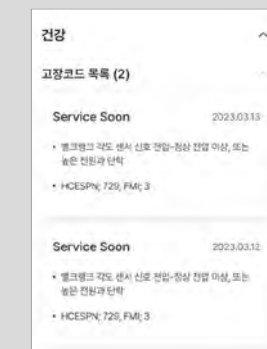 건강
고장코드 목록 (2)
Service Soon 2023.03.13
• 벨크랭크 각도 센서 신호 전압-정상 전압 이상, 또는
높은 전원과 단락
• HCESPN; 729, FMI; 3
Service Soon 2023.03.12
• 벨크랭크 각도 센서 신호 전압-정상 전압 이상, 또는
높은 전원과 단락
• HCESPN; 729, FMI; 3